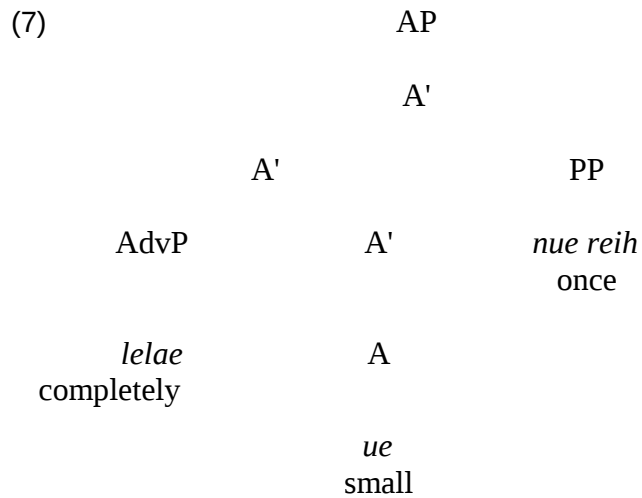 (7) AP
A'
A' PP
AdvP A' nue reih
once
lelae A
completely
ue
small